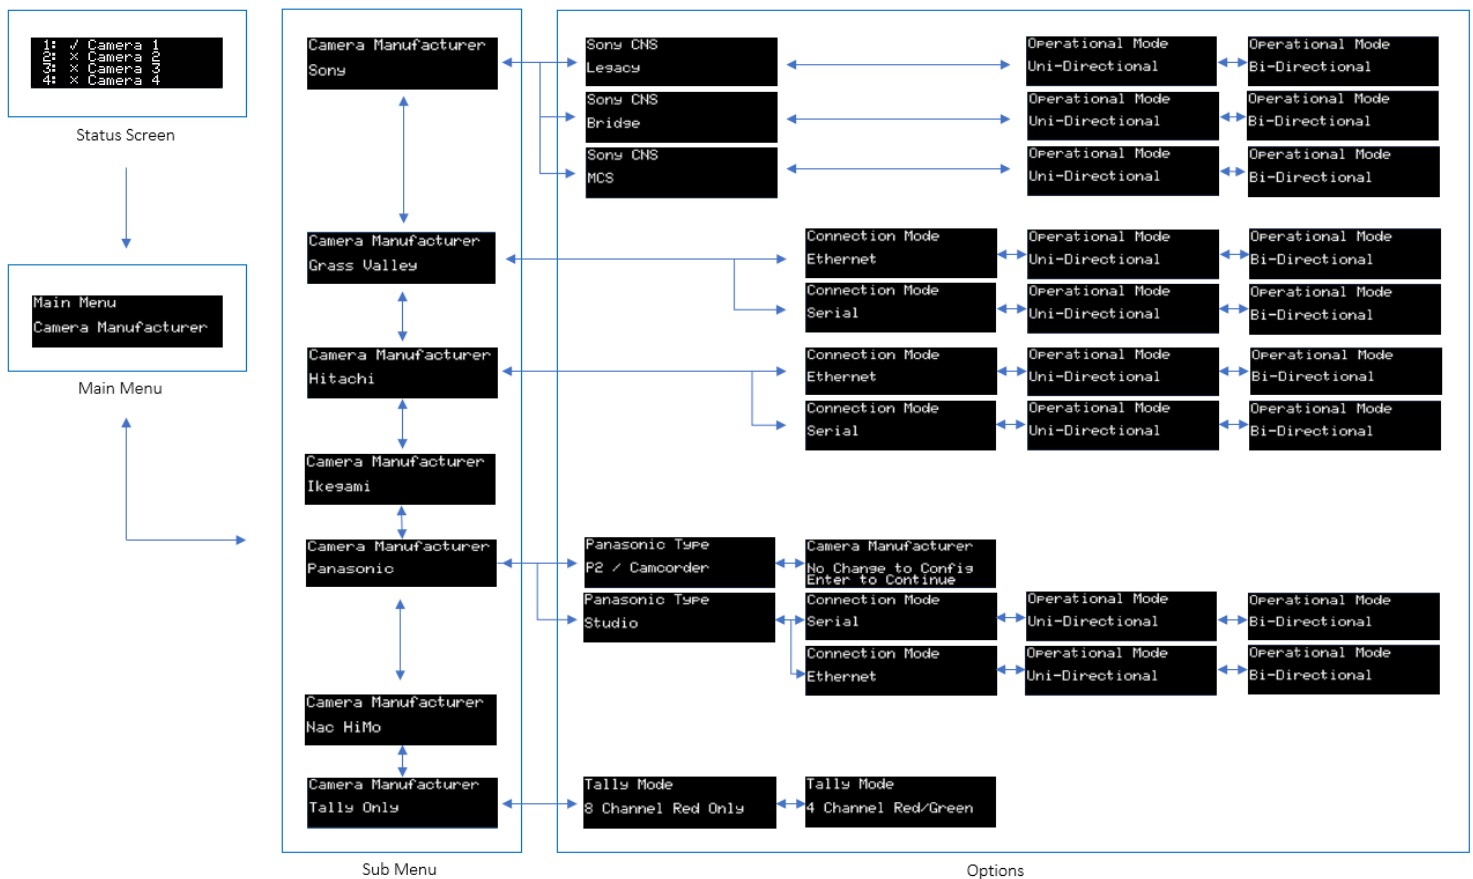 1: ✓ Camera 1
2: × Camera 2
3: × Camera 3
4: × Camera 4
Status Screen
Main Menu
Camera Manufacturer
Main Menu
Camera Manufacturer
Sony
Camera Manufacturer
Grass Valley
Camera Manufacturer
Hitachi
Camera Manufacturer
Ikegami
Camera Manufacturer
Panasonic
Camera Manufacturer
Nac HiMo
Camera Manufacturer
Tally Only
Sub Menu
Sony CNS
Legacy
Operational Mode
Uni-Directional
Operational Mode
Bi-Directional
Sony CNS
Bridge
Operational Mode
Uni-Directional
Operational Mode
Bi-Directional
Sony CNS
MCS
Operational Mode
Uni-Directional
Operational Mode
Bi-Directional
Connection Mode
Ethernet
Operational Mode
Uni-Directional
Operational Mode
Bi-Directional
Connection Mode
Serial
Operational Mode
Uni-Directional
Operational Mode
Bi-Directional
Connection Mode
Ethernet
Operational Mode
Uni-Directional
Operational Mode
Bi-Directional
Connection Mode
Serial
Operational Mode
Uni-Directional
Operational Mode
Bi-Directional
Panasonic Type
P2 / Camcorder
Camera Manufacturer
No Change to Config
Enter to Continue
Panasonic Type
Studio
Connection Mode
Serial
Operational Mode
Uni-Directional
Operational Mode
Bi-Directional
Connection Mode
Ethernet
Operational Mode
Uni-Directional
Operational Mode
Bi-Directional
Tally Mode
8 Channel Red Only
Tally Mode
4 Channel Red/Green
Options